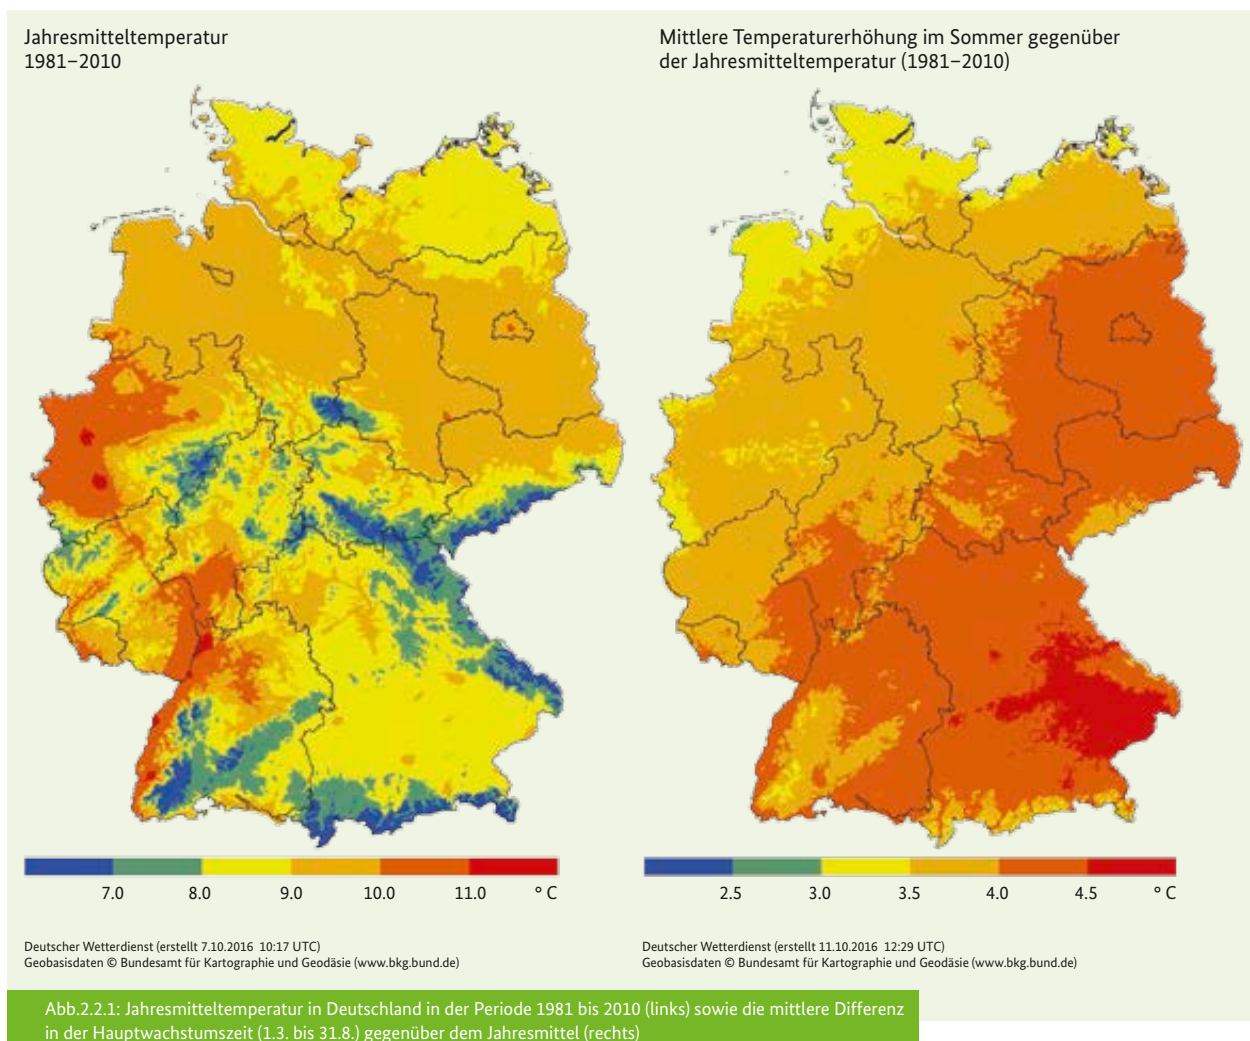 Jahresmitteltemperatur
1981–2010
Mittlere Temperaturerhöhung im Sommer gegenüber
der Jahresmitteltemperatur (1981–2010)
7.0 8.0 9.0 10.0 11.0 ° C
2.5 3.0 3.5 4.0 4.5 ° C
Deutscher Wetterdienst (erstellt 7.10.2016 10:17 UTC)
Geobasisdaten © Bundesamt für Kartographie und Geodäsie (www.bkg.bund.de)
Deutscher Wetterdienst (erstellt 11.10.2016 12:29 UTC)
Geobasisdaten © Bundesamt für Kartographie und Geodäsie (www.bkg.bund.de)
Abb.2.2.1: Jahresmitteltemperatur in Deutschland in der Periode 1981 bis 2010 (links) sowie die mittlere Differenz
in der Hauptwachstumszeit (1.3. bis 31.8.) gegenüber dem Jahresmittel (rechts)